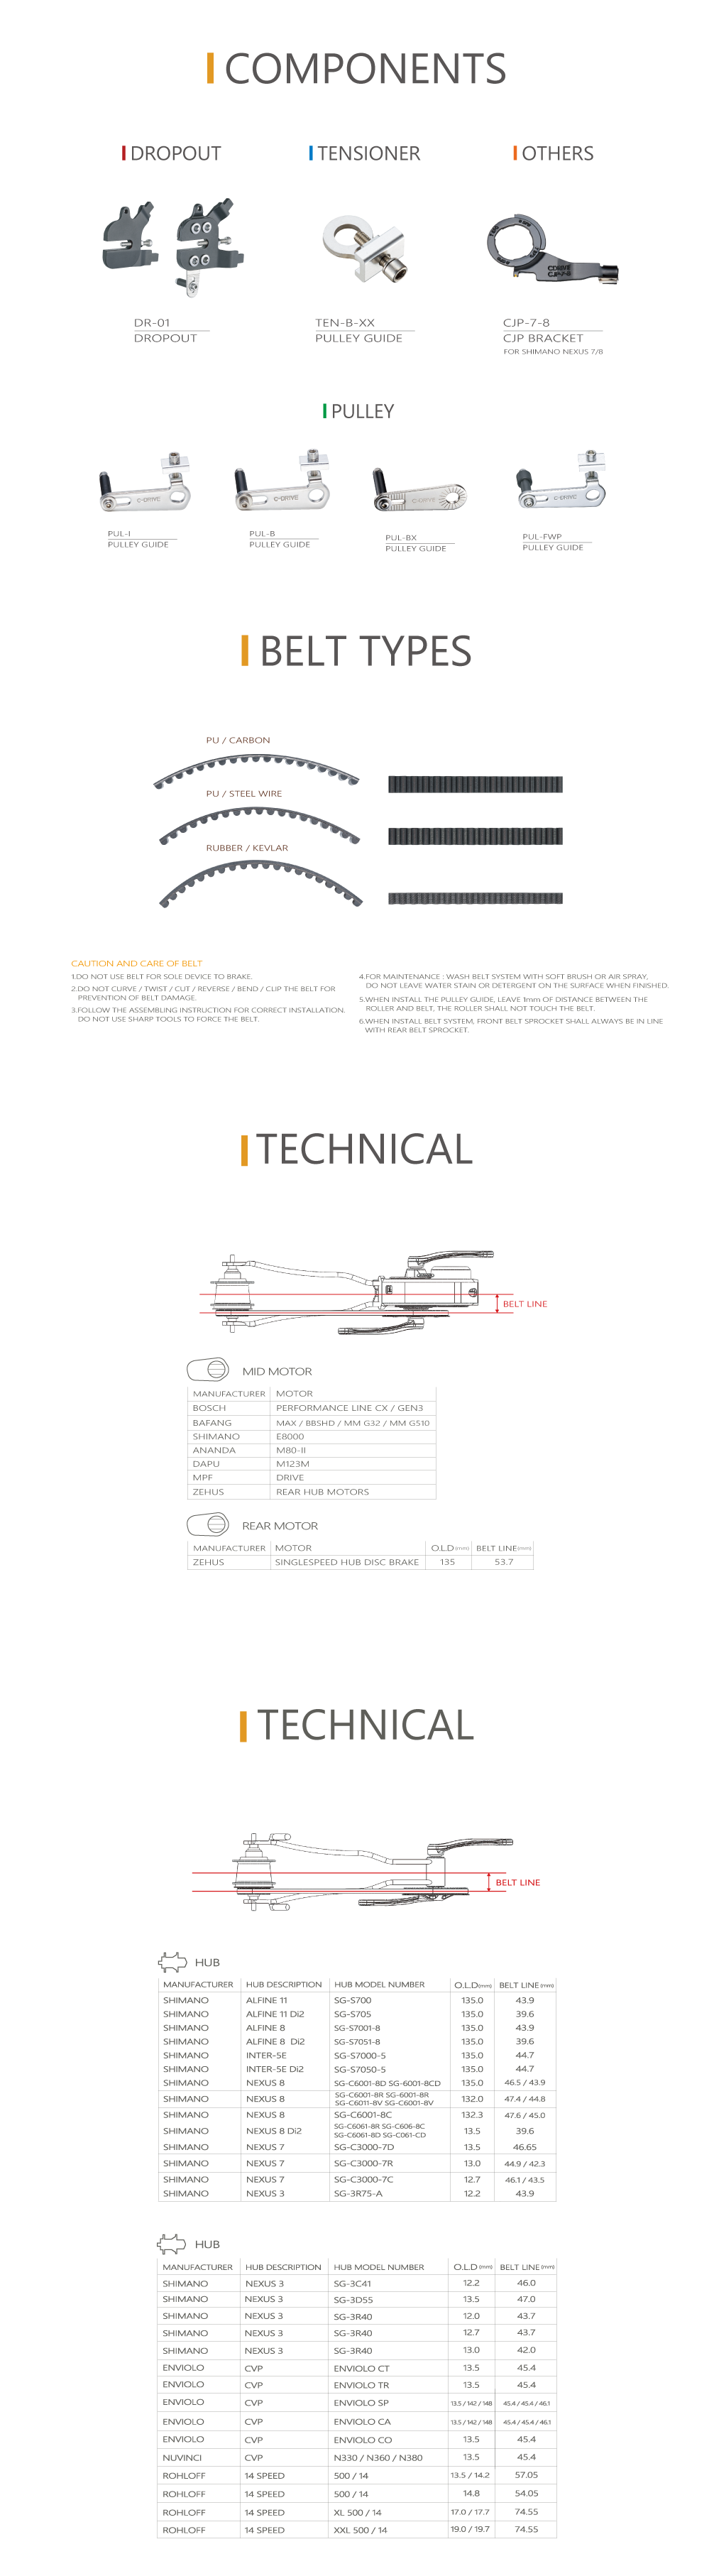 COMPONENTS
DROPOUT
TENSIONER
OTHERS
DR-01
DROPOUT
TEN-B-XX
PULLEY GUIDE
C-DRIVE
CJP-7-8
CJP-7-8
CJP BRACKET
FOR SHIMANO NEXUS 7/8
PULLEY
C-DRIVE
C-DRIVE
C-DRIVE
C-DRIVE
PUL-I
PULLEY GUIDE
PUL-B
PULLEY GUIDE
PUL-BX
PULLEY GUIDE
PUL-FWP
PULLEY GUIDE
BELT TYPES
PU / CARBON
PU / STEEL WIRE
RUBBER / KEVLAR
CAUTION AND CARE OF BELT
1.DO NOT USE BELT FOR SOLE DEVICE TO BRAKE.
2.DO NOT CURVE / TWIST / CUT / REVERSE / BEND / CLIP THE BELT FOR
PREVENTION OF BELT DAMAGE.
3.FOLLOW THE ASSEMBLING INSTRUCTION FOR CORRECT INSTALLATION.
DO NOT USE SHARP TOOLS TO FORCE THE BELT.
4.FOR MAINTENANCE : WASH BELT SYSTEM WITH SOFT BRUSH OR AIR SPRAY,
DO NOT LEAVE WATER STAIN OR DETERGENT ON THE SURFACE WHEN FINISHED.
5.WHEN INSTALL THE PULLEY GUIDE, LEAVE 1mm OF DISTANCE BETWEEN THE
ROLLER AND BELT, THE ROLLER SHALL NOT TOUCH THE BELT.
6.WHEN INSTALL BELT SYSTEM, FRONT BELT SPROCKET SHALL ALWAYS BE IN LINE
WITH REAR BELT SPROCKET.
TECHNICAL
BELT LINE
MID MOTOR
MANUFACTURER MOTOR
BOSCH PERFORMANCE LINE CX / GEN3
BAFANG MAX / BBSHD / MM G32 / MM G510
SHIMANO E8000
ANANDA M80-II
DAPU M123M
MPF DRIVE
ZEHUS REAR HUB MOTORS
REAR MOTOR
MANUFACTURER MOTOR O.L.D (mm) BELT LINE (mm)
ZEHUS SINGLESPEED HUB DISC BRAKE 135 53.7
TECHNICAL
BELT LINE
HUB
MANUFACTURER HUB DESCRIPTION HUB MODEL NUMBER O.L.D (mm) BELT LINE (mm)
SHIMANO ALFINE 11 SG-S700 135.0 43.9
SHIMANO ALFINE 11 Di2 SG-S705 135.0 39.6
SHIMANO ALFINE 8 SG-S7001-8 135.0 43.9
SHIMANO ALFINE 8 Di2 SG-S7051-8 135.0 39.6
SHIMANO INTER-5E SG-S7000-5 135.0 44.7
SHIMANO INTER-5E Di2 SG-S7050-5 135.0 44.7
SHIMANO NEXUS 8 SG-C6001-8D SG-6001-8CD 135.0 46.5 / 43.9
SHIMANO NEXUS 8 SG-C6001-8R SG-6001-8R 132.0 47.4 / 44.8
SG-C6011-8V SG-C6001-8V
SHIMANO NEXUS 8 SG-C6001-8C 132.3 47.6 / 45.0
SHIMANO NEXUS 8 Di2 SG-C6061-8R SG-C606-8C 13.5 39.6
SG-C6061-8D SG-C061-CD
SHIMANO NEXUS 7 SG-C3000-7D 13.5 46.65
SHIMANO NEXUS 7 SG-C3000-7R 13.0 44.9 / 42.3
SHIMANO NEXUS 7 SG-C3000-7C 12.7 46.1 / 43.5
SHIMANO NEXUS 3 SG-3R75-A 12.2 43.9
HUB
MANUFACTURER HUB DESCRIPTION HUB MODEL NUMBER O.L.D (mm) BELT LINE (mm)
SHIMANO NEXUS 3 SG-3C41 12.2 46.0
SHIMANO NEXUS 3 SG-3D55 13.5 47.0
SHIMANO NEXUS 3 SG-3R40 12.0 43.7
SHIMANO NEXUS 3 SG-3R40 12.7 43.7
SHIMANO NEXUS 3 SG-3R40 13.0 42.0
ENVIOLO CVP ENVIOLO CT 13.5 45.4
ENVIOLO CVP ENVIOLO TR 13.5 45.4
ENVIOLO CVP ENVIOLO SP 13.5 / 142 / 148 45.4 / 45.4 / 46.1
ENVIOLO CVP ENVIOLO CA 13.5 / 142 / 148 45.4 / 45.4 / 46.1
ENVIOLO CVP ENVIOLO CO 13.5 45.4
NUVINCI CVP N330 / N360 / N380 13.5 45.4
ROHLOFF 14 SPEED 500 / 14 13.5 / 14.2 57.05
ROHLOFF 14 SPEED 500 / 14 14.8 54.05
ROHLOFF 14 SPEED XL 500 / 14 17.0 / 17.7 74.55
ROHLOFF 14 SPEED XXL 500 / 14 19.0 / 19.7 74.55